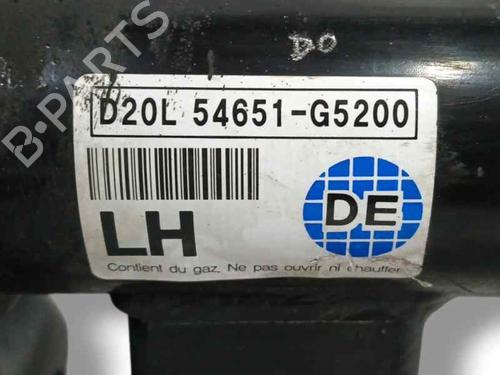 DO
D20L 54651-G5200
LH
DE
Contient du gaz. Ne pas ouvrir ni chauffer
B-PARTS